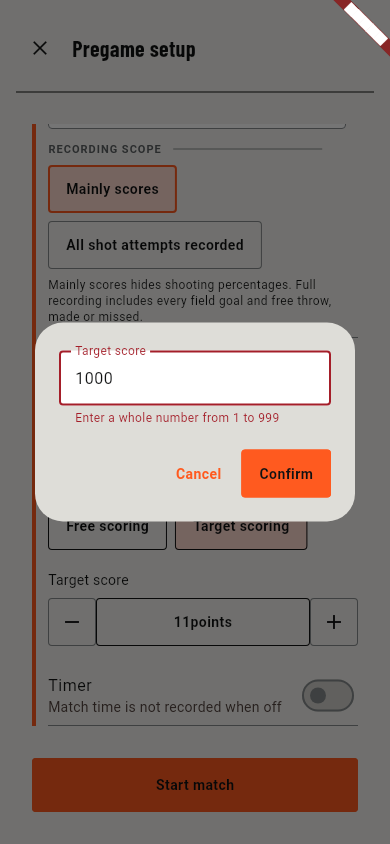 Pregame setup
RECORDING SCOPE
Mainly scores
All shot attempts recorded
Mainly scores hides shooting percentages. Full
recording includes every field goal and free throw,
made or missed.
Target score
1000
Enter a whole number from 1 to 999
Cancel
Confirm
Free scoring
Target scoring
Target score
11points
Timer
Match time is not recorded when off
Start match